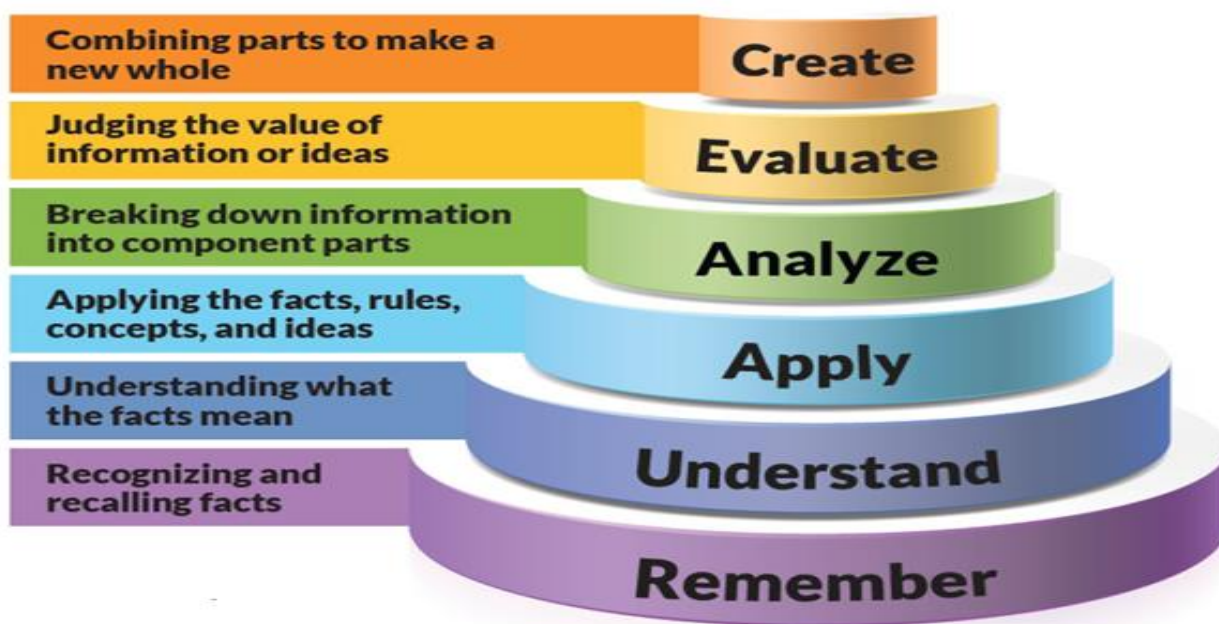 Combining parts to make a
new whole
Create
Judging the value of
information or ideas
Evaluate
Breaking down information
into component parts
Analyze
Applying the facts, rules,
concepts, and ideas
Apply
Understanding what
the facts mean
Understand
Recognizing and
recalling facts
Remember